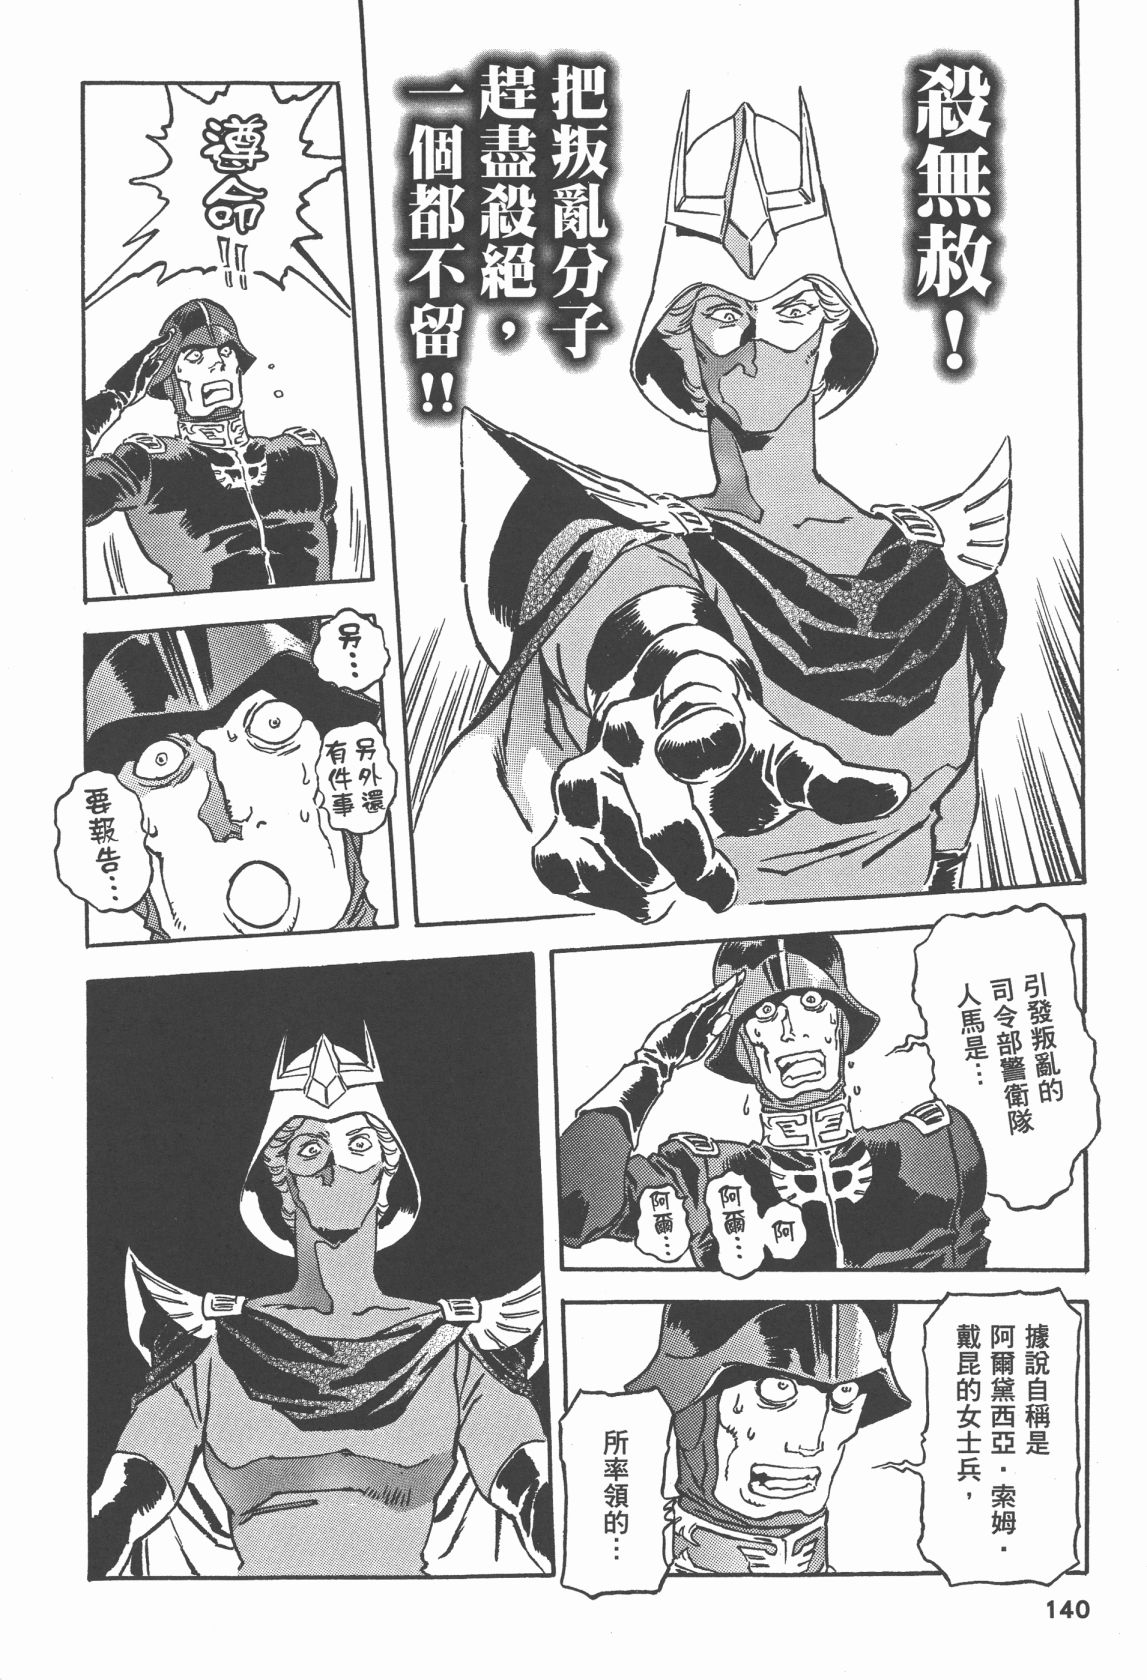 殺無赦！
把叛亂分子
趕盡殺絕，
一個都不留！！
遵命！！
另…
另外還
有件事
要報告…
引發叛亂的
司令部警衛隊
人馬是…
阿
阿爾…
阿爾…
據說自稱是
阿爾黛西亞・索姆・
戴昆的女士兵，
所率領的…
140